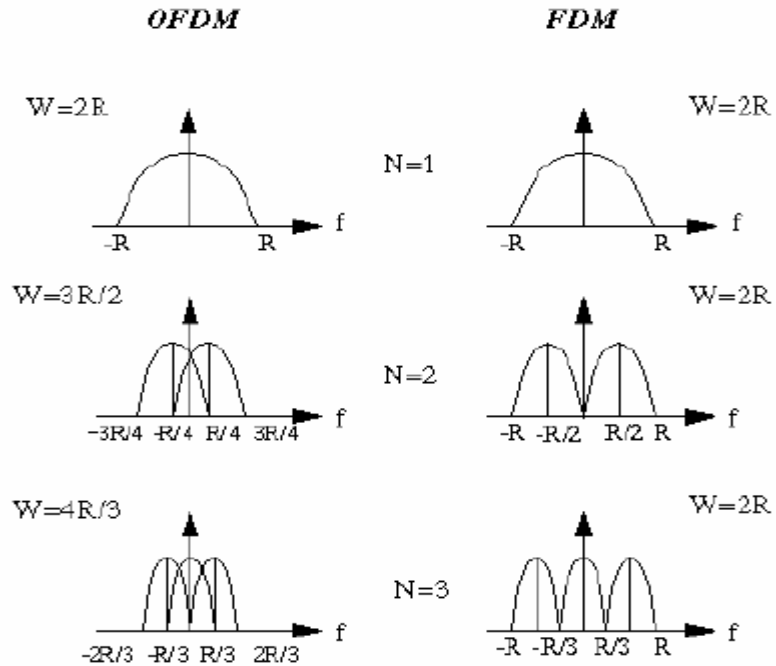 OFDM FDM
W=2R W=2R
N=1
f f
-R R -R R
W=3R/2 W=2R
N=2
f f
-3R/4 -R/4 R/4 3R/4 -R -R/2 R/2 R
W=4R/3 W=2R
N=3
f f
-2R/3 -R/3 R/3 2R/3 -R -R/3 R/3 R